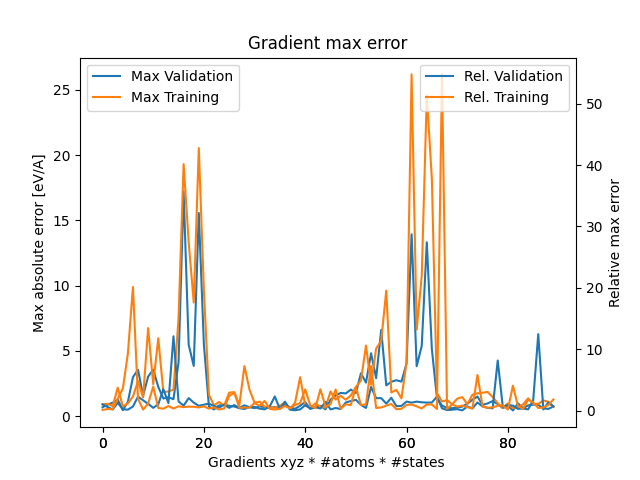 Gradient max error
Max Validation
Max Training
Rel. Validation
Rel. Training
Max absolute error [eV/A]
Relative max error
25
20
15
10
5
0
50
40
30
20
10
0
0 20 40 60 80
Gradients xyz * #atoms * #states